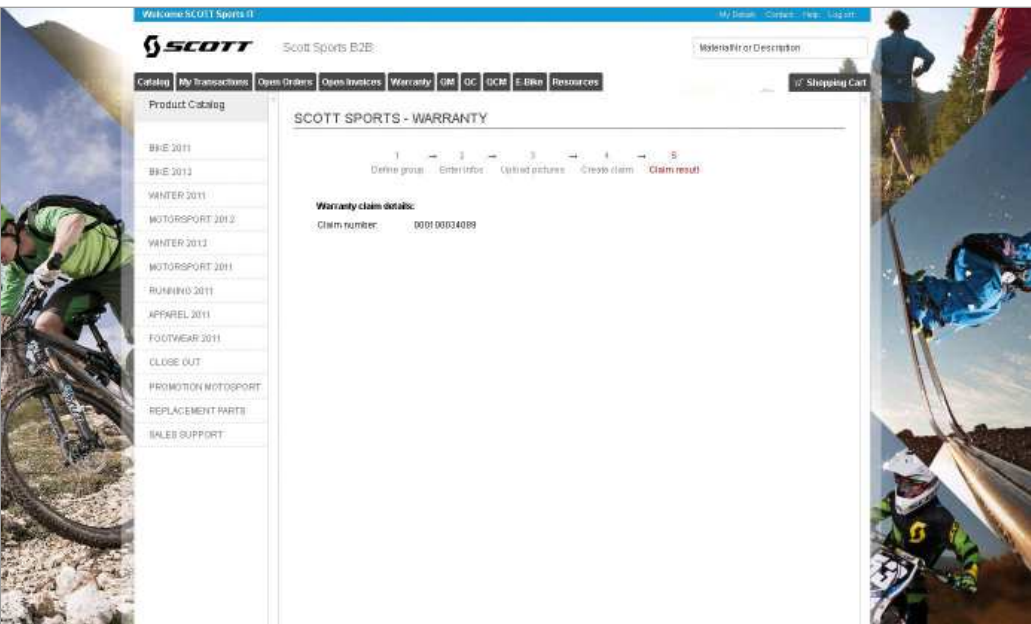 Welcome SCOTT Sports IT
My Details Contact Help Log off
SCOTT
Scott Sports B2B
MaterialNr or Description
Catalog My Transactions Open Orders Open Invoices Warranty OM OC OCM E-Bike Resources
Shopping Cart
Product Catalog
SCOTT SPORTS - WARRANTY
1 → 2 → 3 → 4 → 5
Define group Enter Infos Upload pictures Create claim Claim result
BIKE 2011
BIKE 2012
WINTER 2011
MOTORSPORT 2012
WINTER 2012
MOTORSPORT 2011
RUNNING 2011
APPAREL 2011
FOOTWEAR 2011
CLOSE OUT
PROMOTION MOTOSPORT
REPLACEMENT PARTS
SALES SUPPORT
Warranty claim details:
Claim number: 000100034089